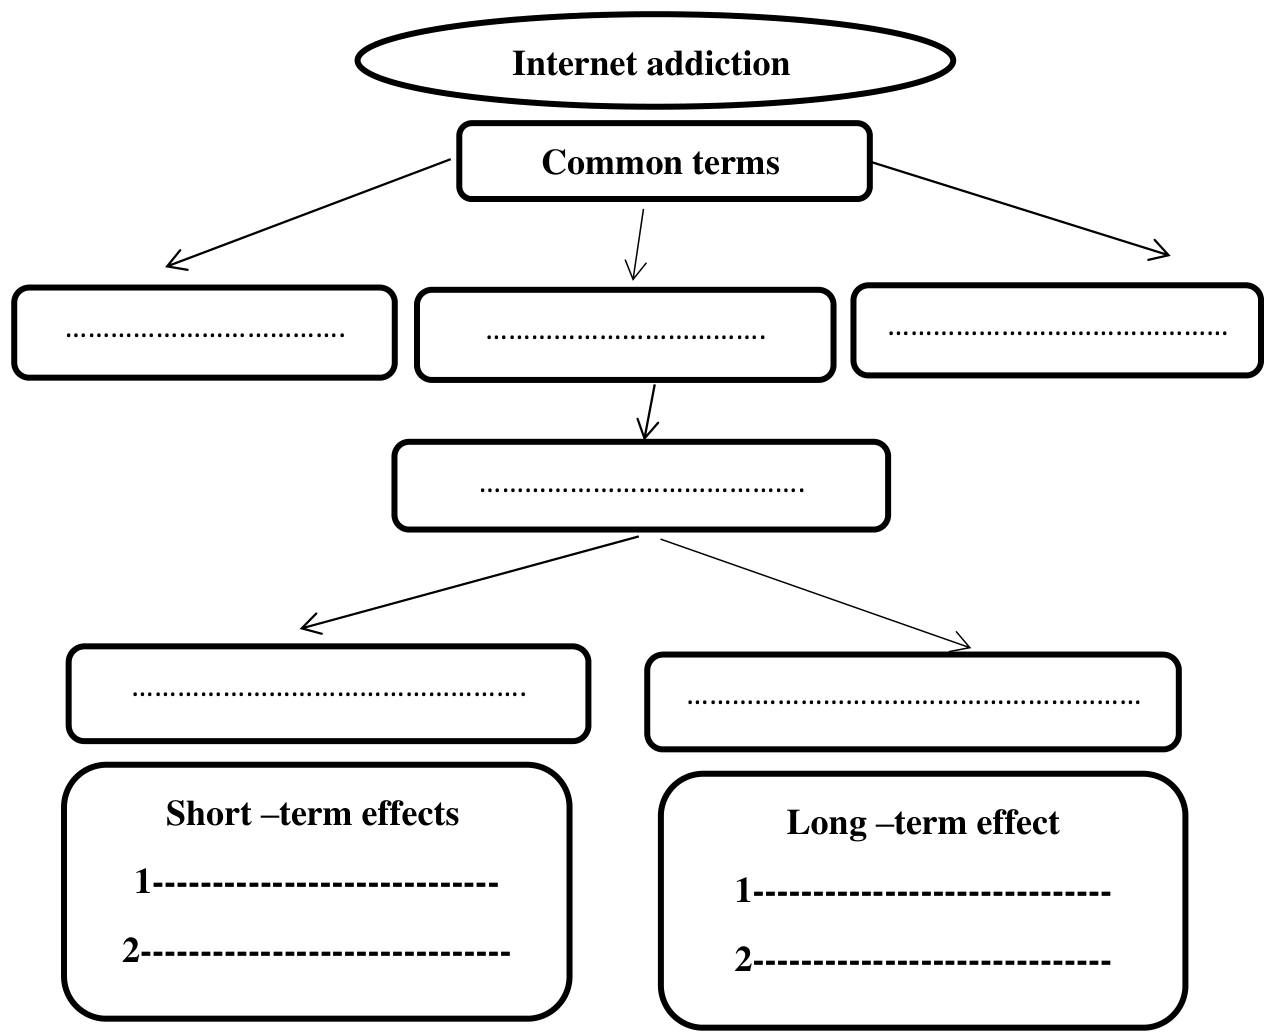 Internet addiction
Common terms
……………………………….
……………………………….
………………………………………
…………………………………….
…………………………………………….
……………………………………………………
Short –term effects
1-----------------------------
2-------------------------------
Long –term effect
1------------------------------
2------------------------------